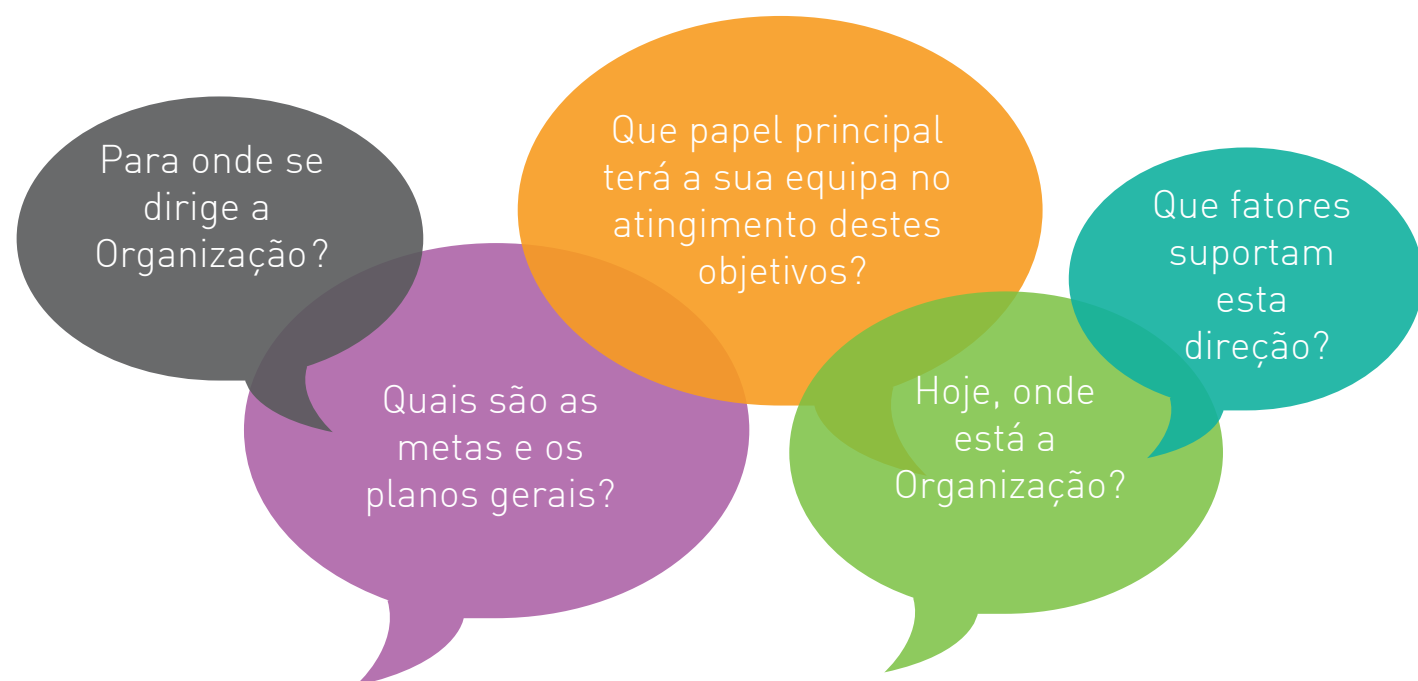 Para onde se
dirige a
Organização?
Quais são as
metas e os
planos gerais?
Que papel principal
terá a sua equipa no
atingimento destes
objetivos?
Hoje, onde
está a
Organização?
Que fatores
suportam
esta
direção?